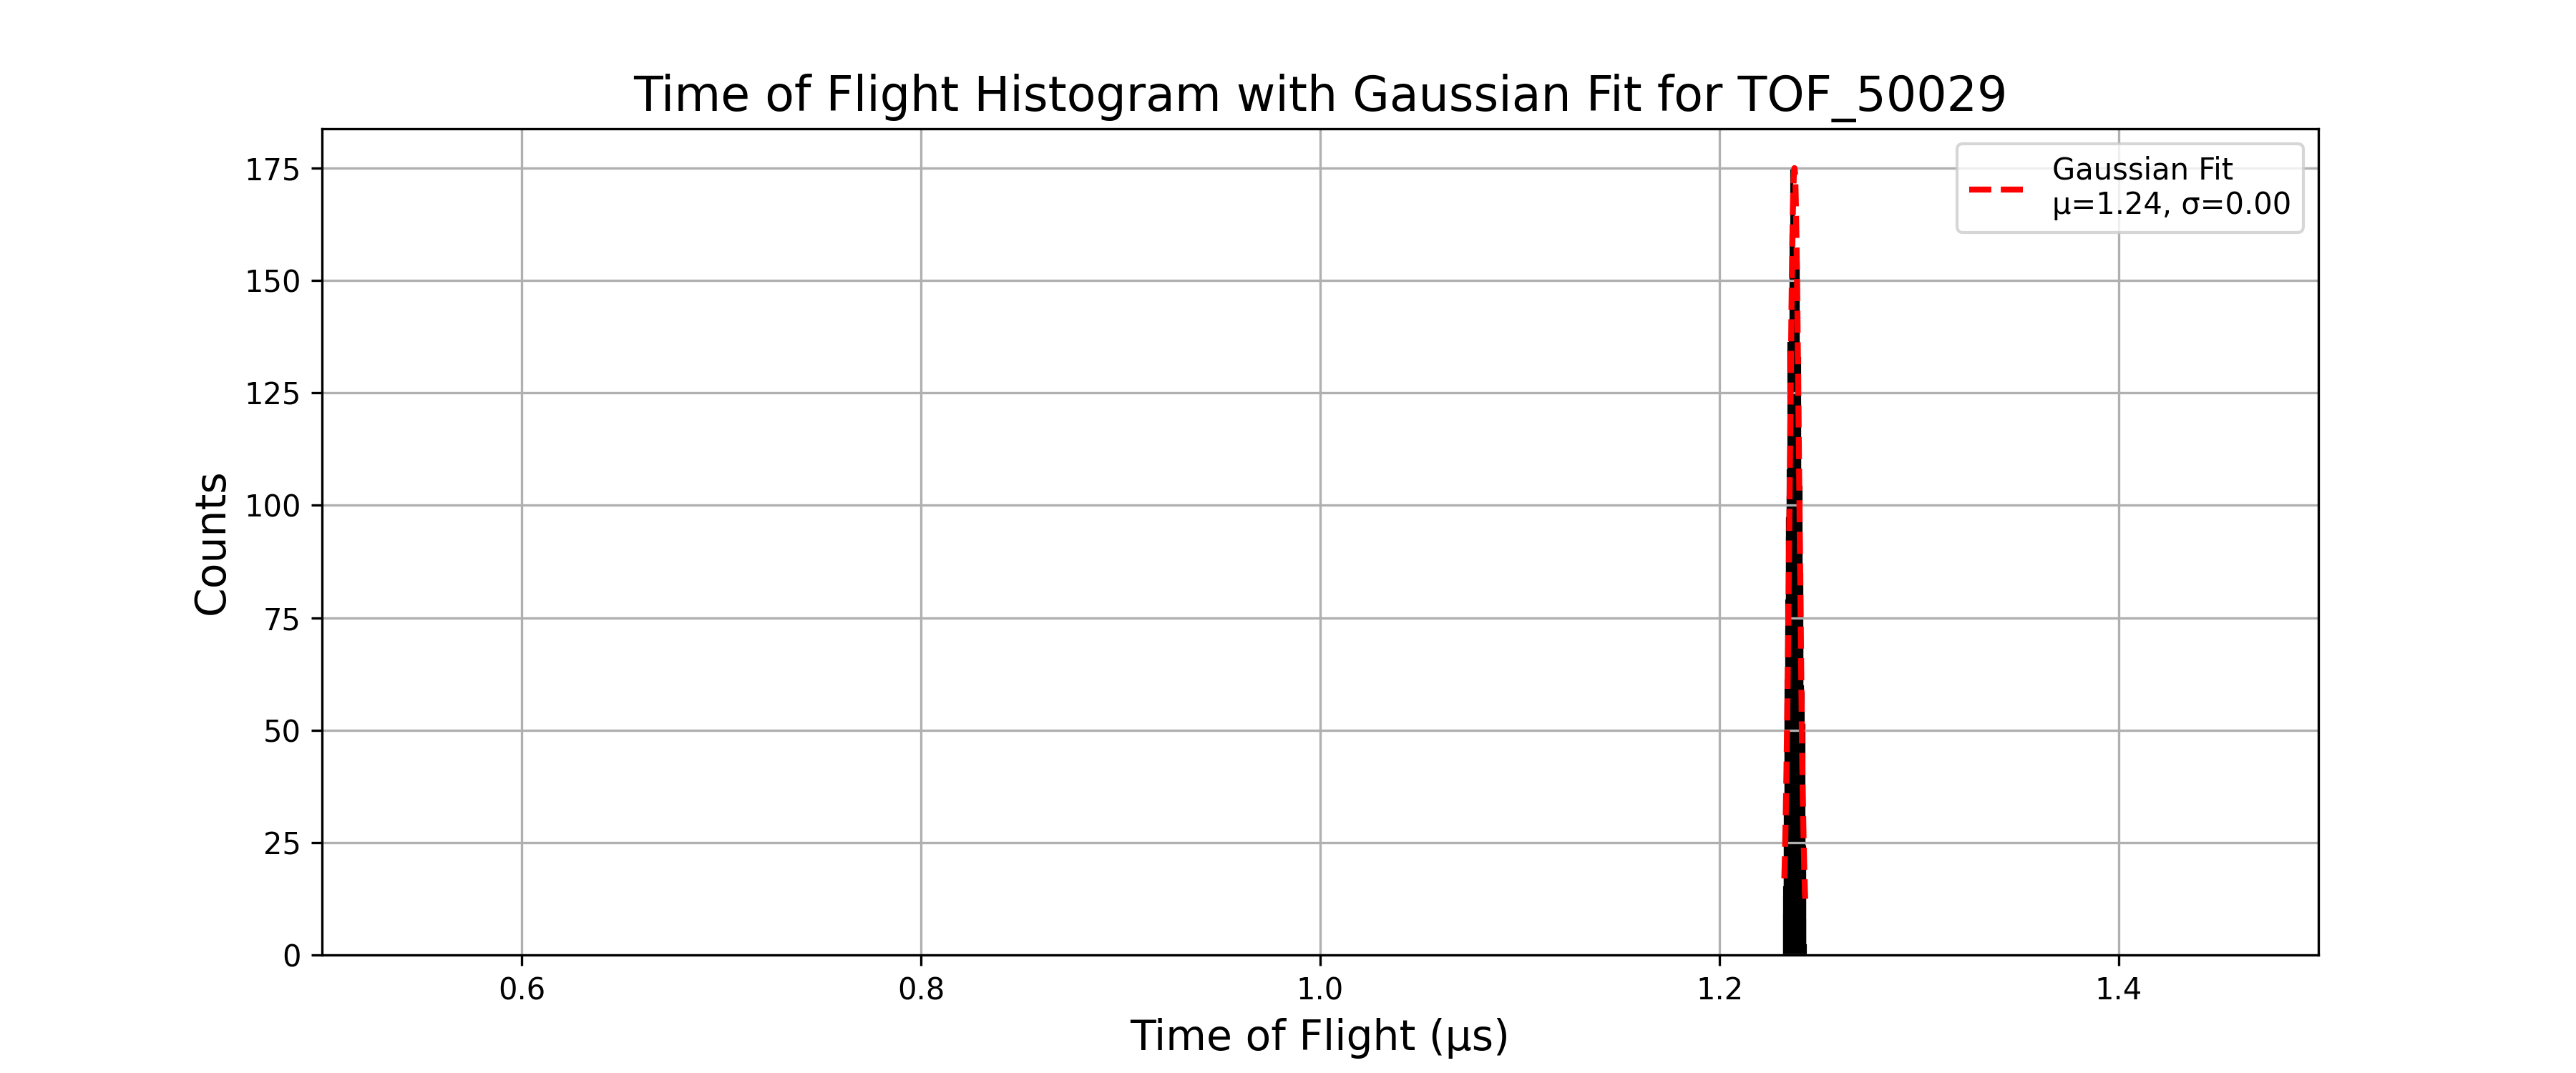 Time of Flight Histogram with Gaussian Fit for TOF_50029
Gaussian Fit
μ=1.24, σ=0.00
175
150
125
100
75
50
25
0
Counts
0.6
0.8
1.0
1.2
1.4
Time of Flight (μs)